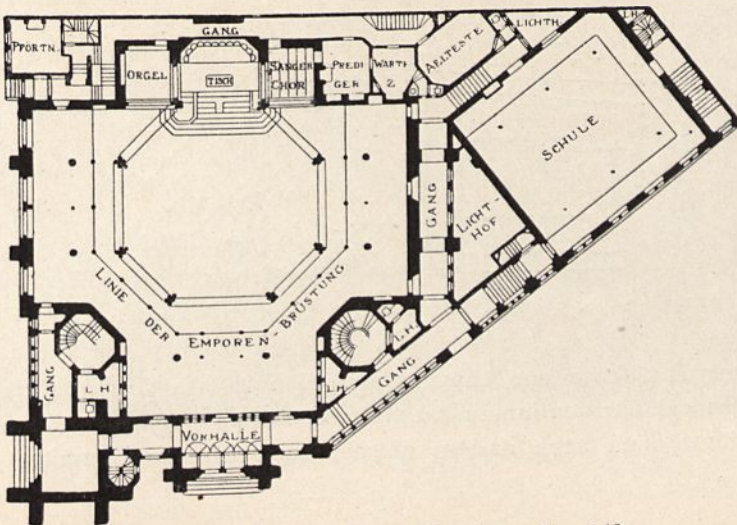 GANG
LICHTH.
L.H.
PFORTN.
ORGEL
TISCH
SÄNGER
CHOR
PREDI
GER
WARTE
Z
AELTESTE
SCHULE
GANG
LICHT-
HOF
LINIE DER EMPOREN-BRÜSTUNG
GANG
L H
L.H.
L.H.
GANG
VORHALLE